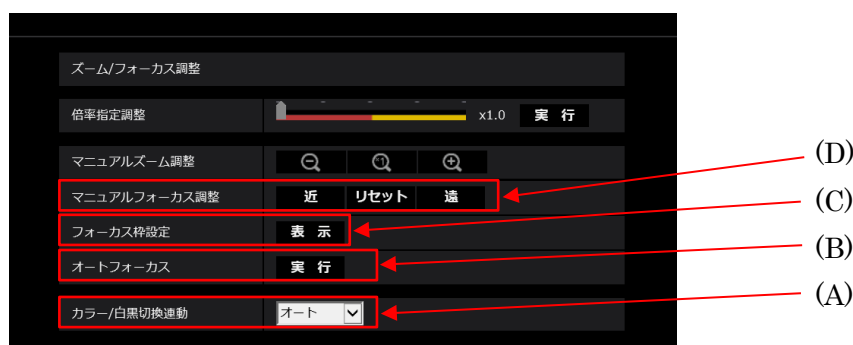 ズーム/フォーカス調整
倍率指定調整 x1.0 実 行
マニュアルズーム調整 x1
マニュアルフォーカス調整 近 リセット 遠 (D)
フォーカス枠設定 表 示 (C)
オートフォーカス 実 行 (B)
カラー/白黒切換連動 オート (A)